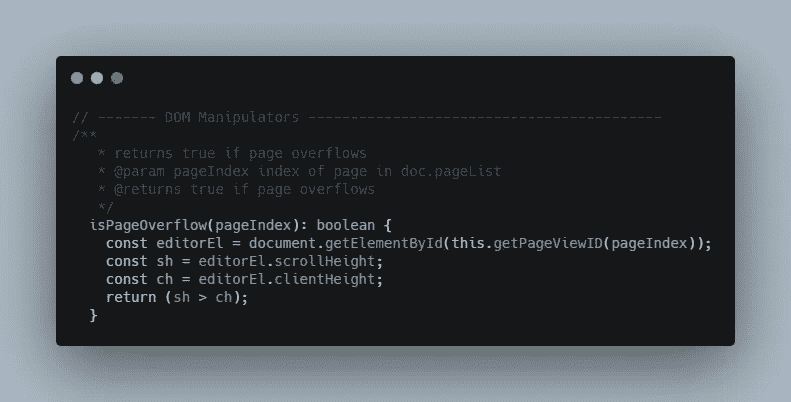 // ------- DOM Manipulators ------------------------------------------
/**
* returns true if page overflows
* @param pageIndex index of page in doc.pageList
* @returns true if page overflows
*/
isPageOverflow(pageIndex): boolean {
const editorEl = document.getElementById(this.getPageViewID(pageIndex));
const sh = editorEl.scrollHeight;
const ch = editorEl.clientHeight;
return (sh > ch);
}